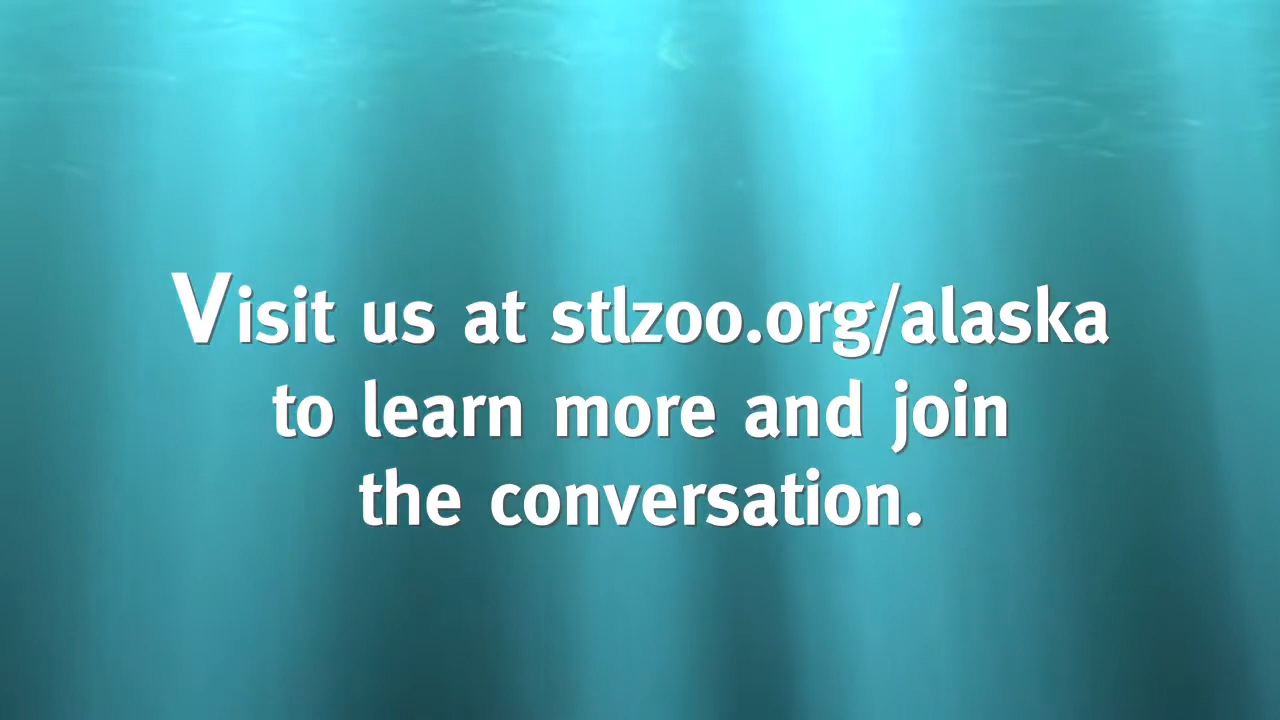 Visit us at stlzoo.org/alaska
to learn more and join
the conversation.